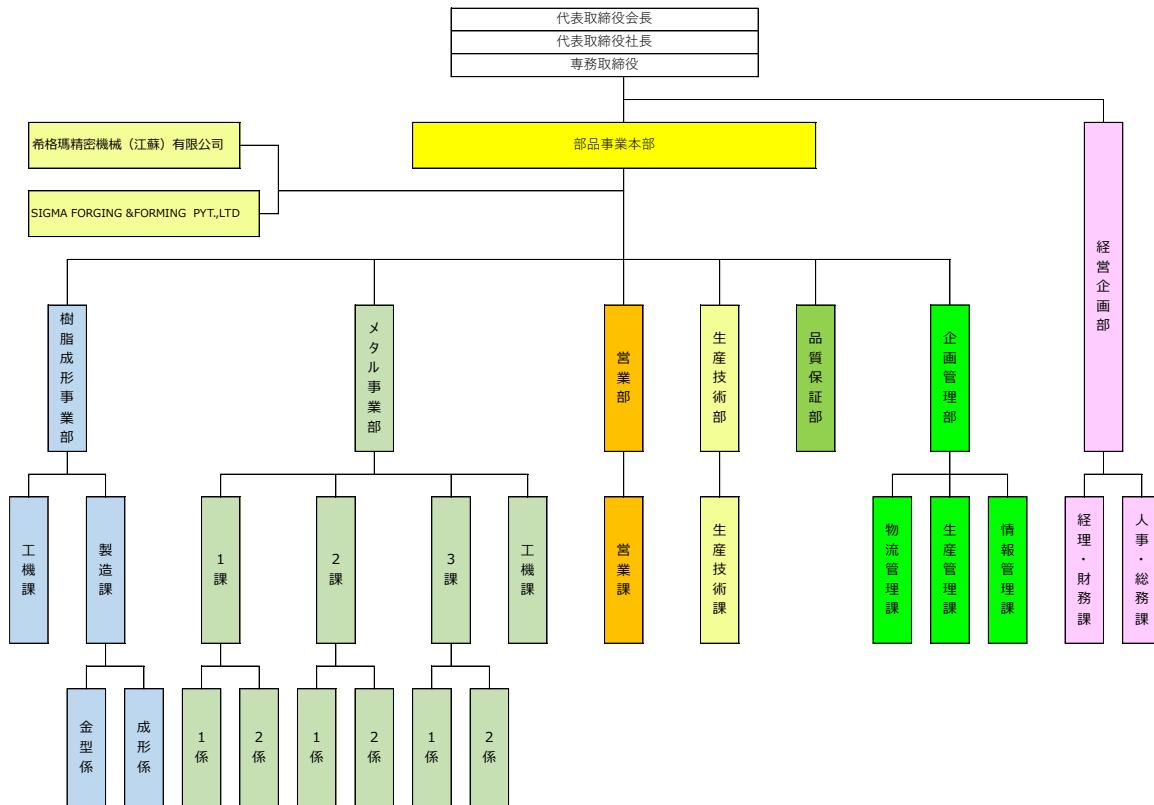 代表取締役会長
代表取締役社長
専務取締役
希格瑪精密機械（江蘇）有限公司
部品事業本部
SIGMA FORGING &FORMING PYT.,LTD
経営企画部
樹脂成形事業部
メタル事業部
営業部
生産技術部
品質保証部
企画管理部
工機課
製造課
1課
2課
3課
工機課
営業課
生産技術課
物流管理課
生産管理課
情報管理課
経理・財務課
人事・総務課
金型係
成形係
1係
2係
1係
2係
1係
2係